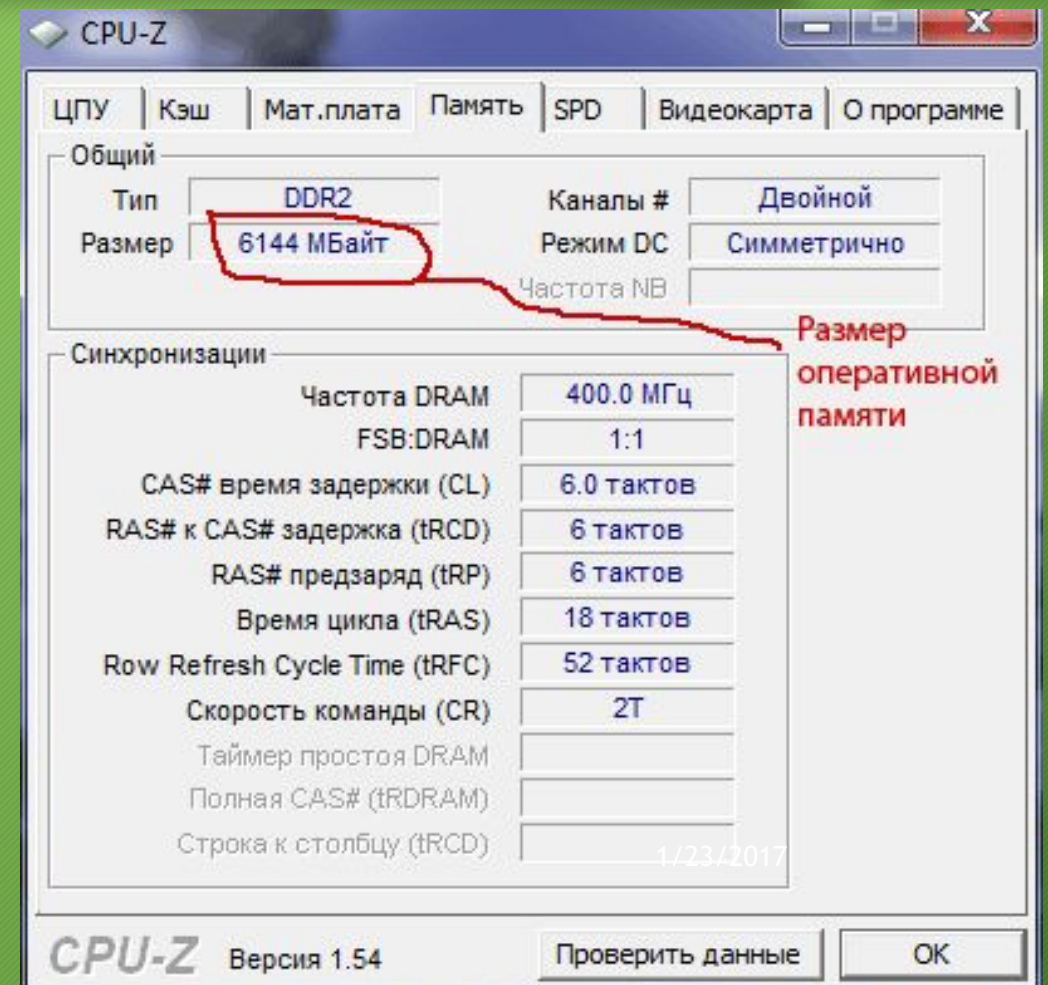 CPU-Z
ЦПУ Кэш Мат.плата Память SPD Видеокарта О программе
Общий
Тип DDR2 Каналы # Двойной
Размер 6144 МБайт Режим DC Симметрично
Частота NB
Размер
оперативной
памяти
Синхронизации
Частота DRAM 400.0 МГц
FSB:DRAM 1:1
CAS# время задержки (CL) 6.0 тактов
RAS# к CAS# задержка (tRCD) 6 тактов
RAS# предзаряд (tRP) 6 тактов
Время цикла (tRAS) 18 тактов
Row Refresh Cycle Time (tRFC) 52 тактов
Скорость команды (CR) 2T
Таймер простоя DRAM
Полная CAS# (tRDRAM)
Строка к столбцу (tRCD)
1/23/2017
CPU-Z Версия 1.54 Проверить данные OK